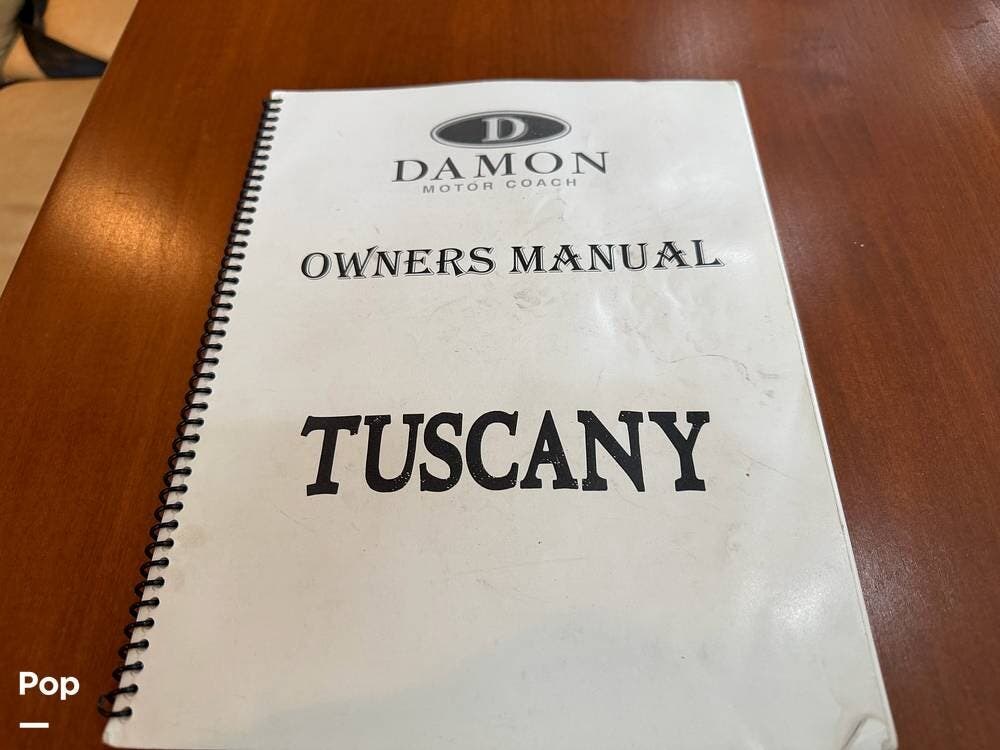 D
DAMON
MOTOR COACH
OWNERS MANUAL
TUSCANY
Pop